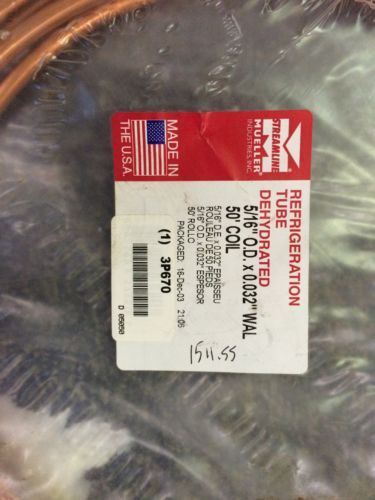 STREAMLINE
MUELLER
INDUSTRIES, INC.
MADE IN
THE U.S.A.
REFRIGERATION
TUBE
DEHYDRATED
5/16" O.D. x 0.032" WAL
50' COIL
5/16" D.E. x 0.032" EPAISSEU
ROULEAU DE 50 PIEDS
5/16" O.D. x 0.032" ESPESOR
50' ROLLO
PACKAGED: 16-Dec-03 21:05
(1) 3P670
D 05050
1511.55